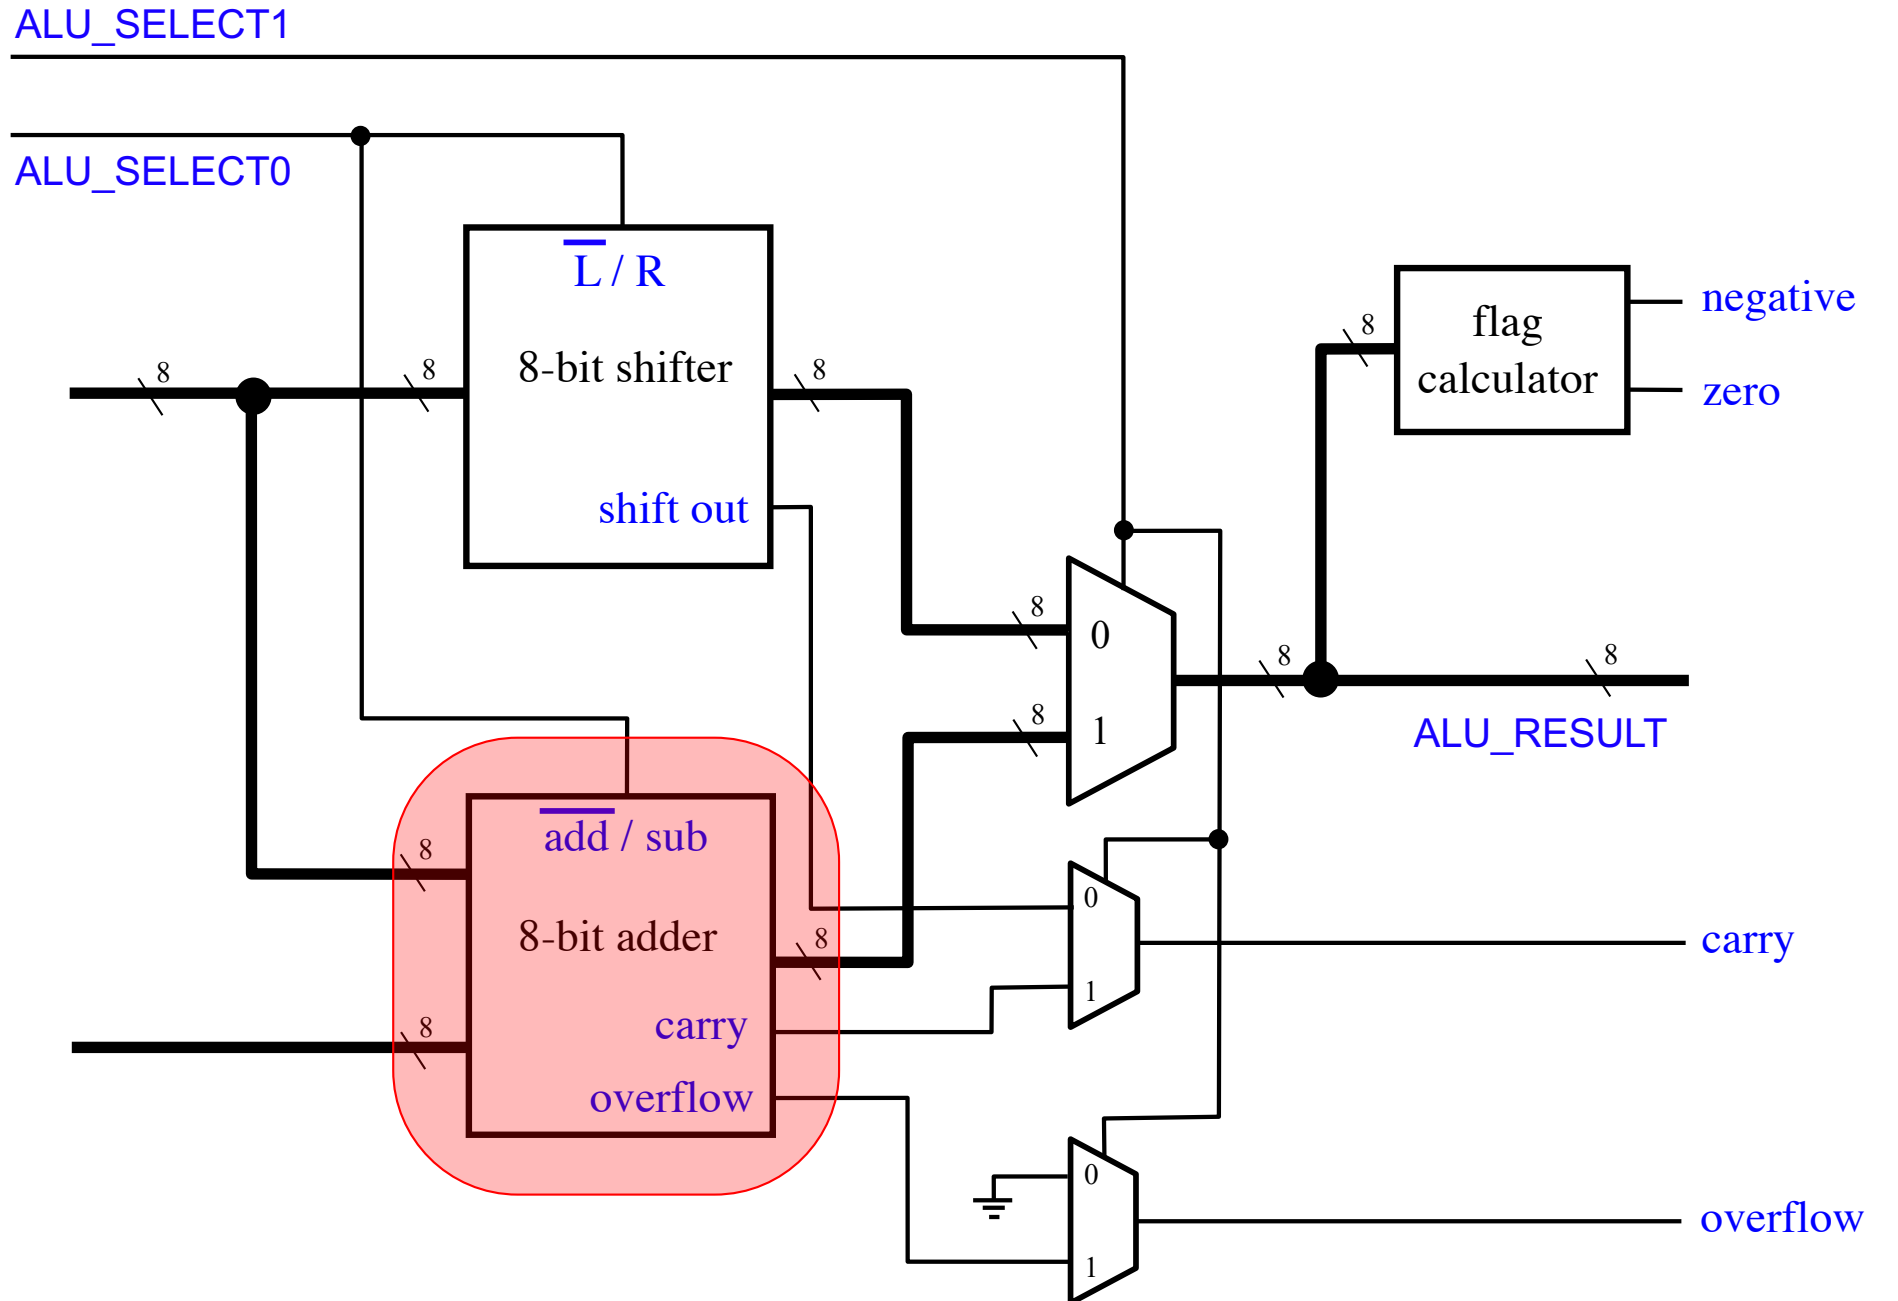 ALU_SELECT1
ALU_SELECT0
L / R
8-bit shifter
shift out
8
8
8
add / sub
8-bit adder
carry
overflow
8
8
8
8
0
8
1
8
8
ALU_RESULT
8
flag
calculator
negative
zero
0
1
carry
0
1
overflow